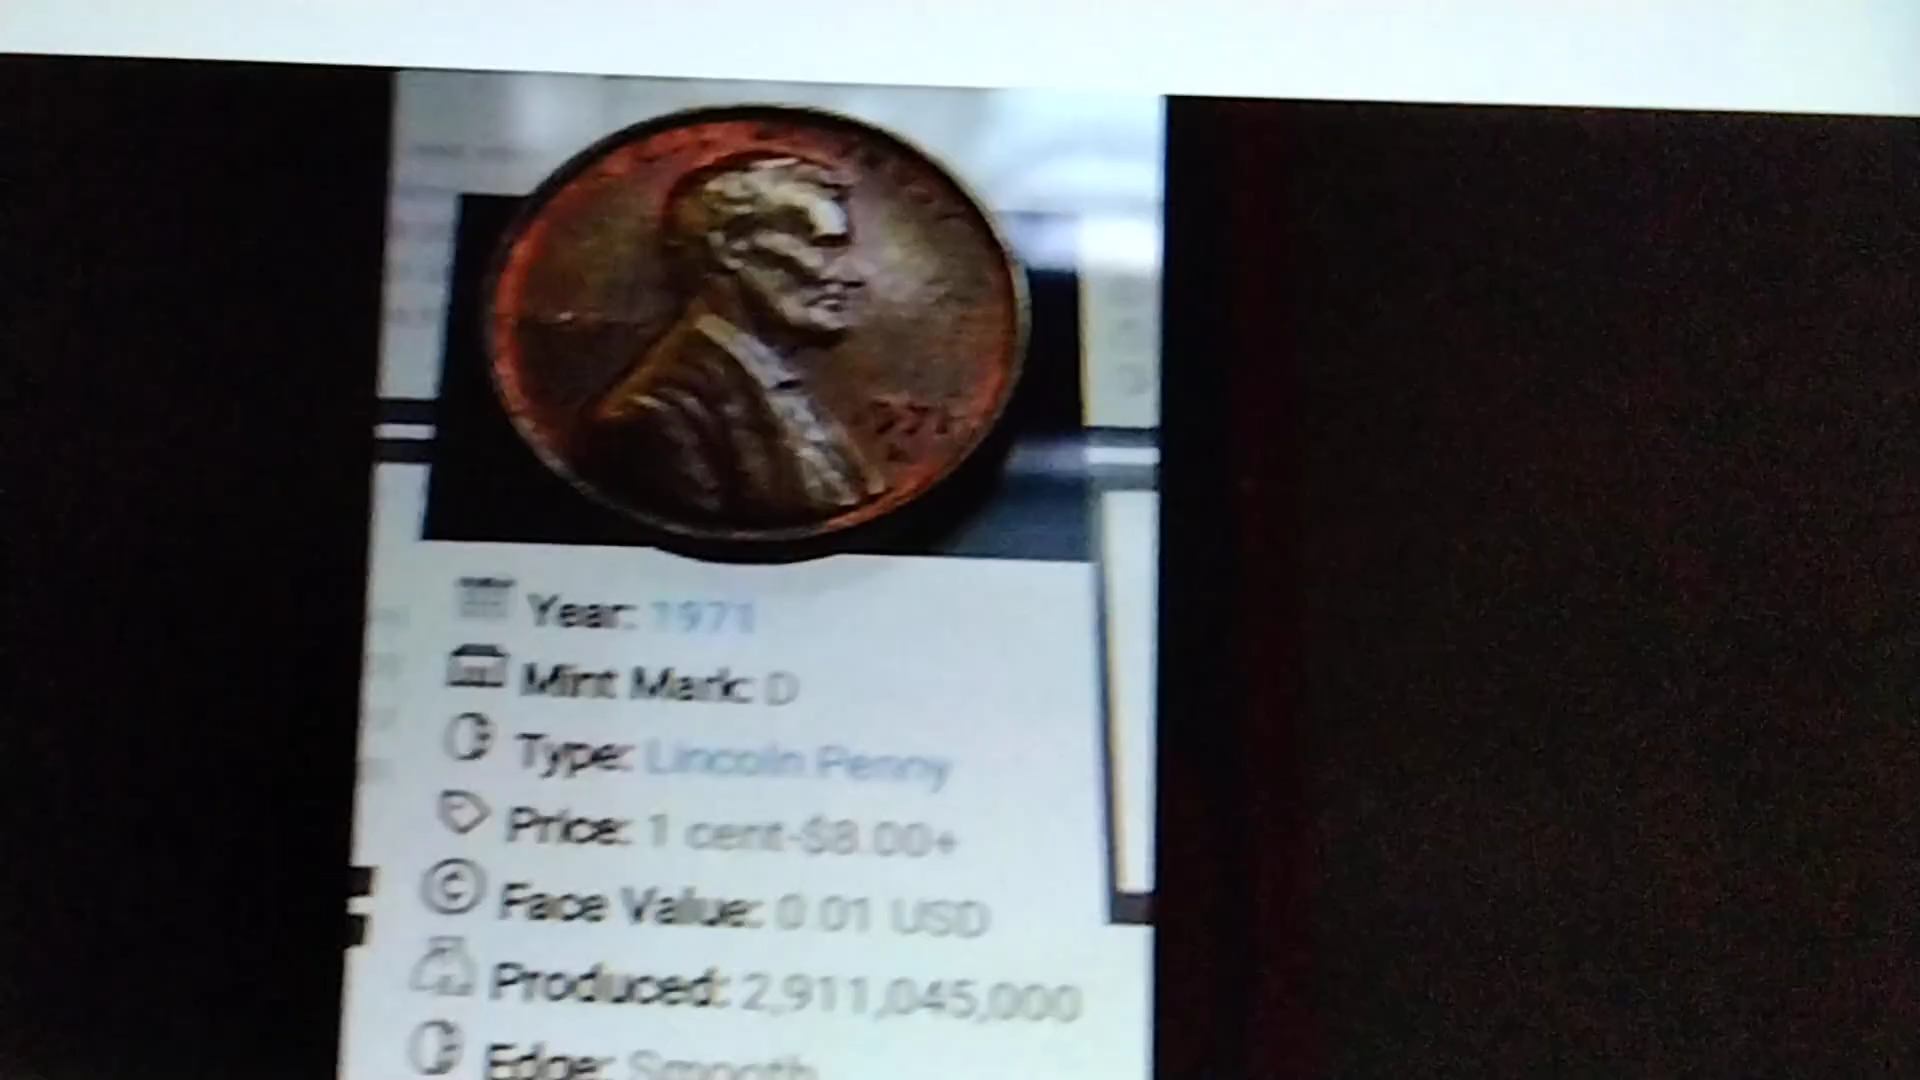 Year: 1971
Mint Mark: D
Type: Lincoln Penny
Price: 1 cent-$8.00+
Face Value: 0.01 USD
Produced: 2,911,045,000
Edge: Smooth